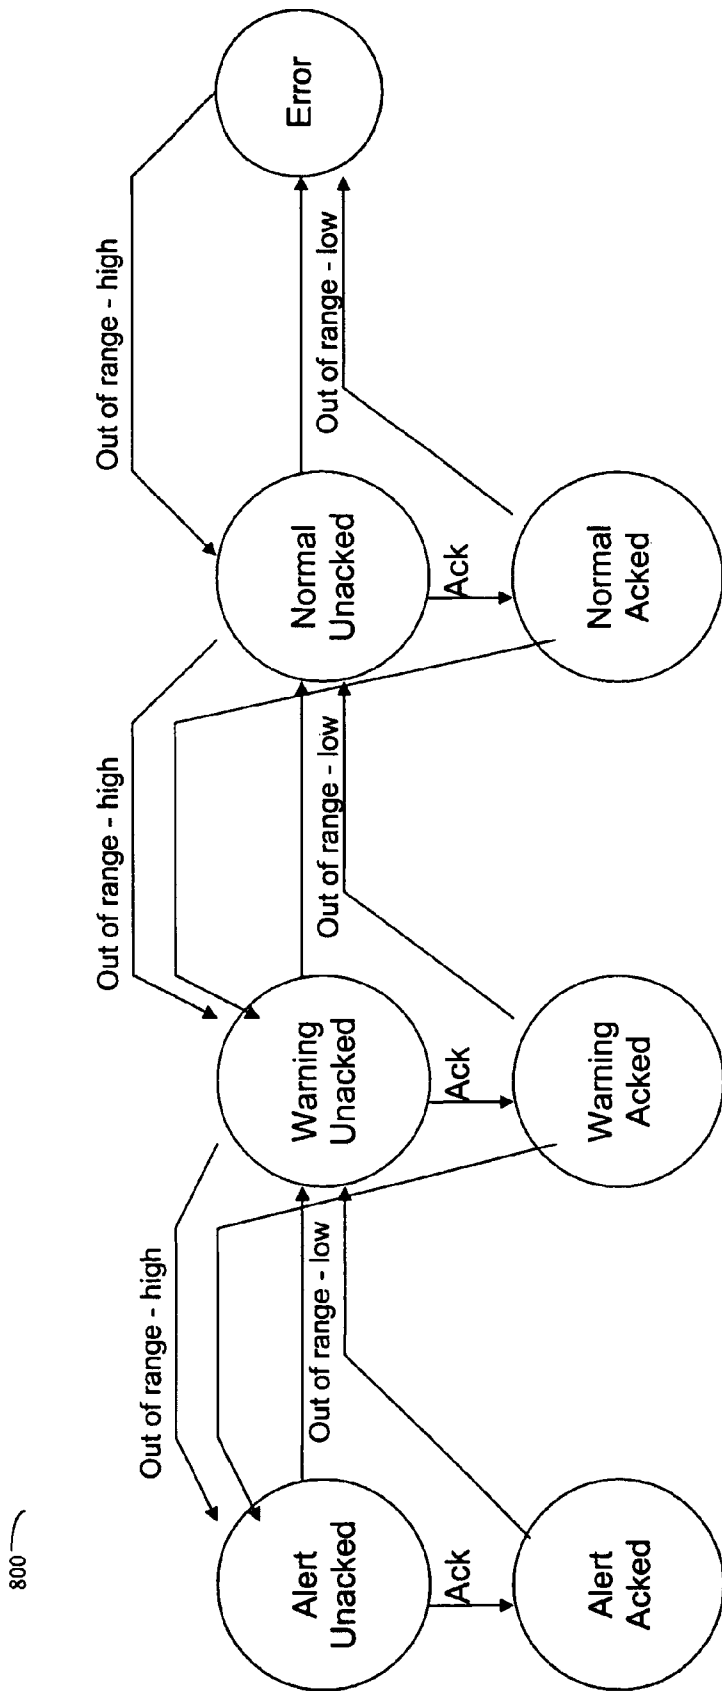 800
Out of range - high
Out of range - high
Out of range - high
Alert
Unacked
Warning
Unacked
Normal
Unacked
Error
Out of range - low
Out of range - low
Out of range - low
Ack
Ack
Ack
Alert
Acked
Warning
Acked
Normal
Acked